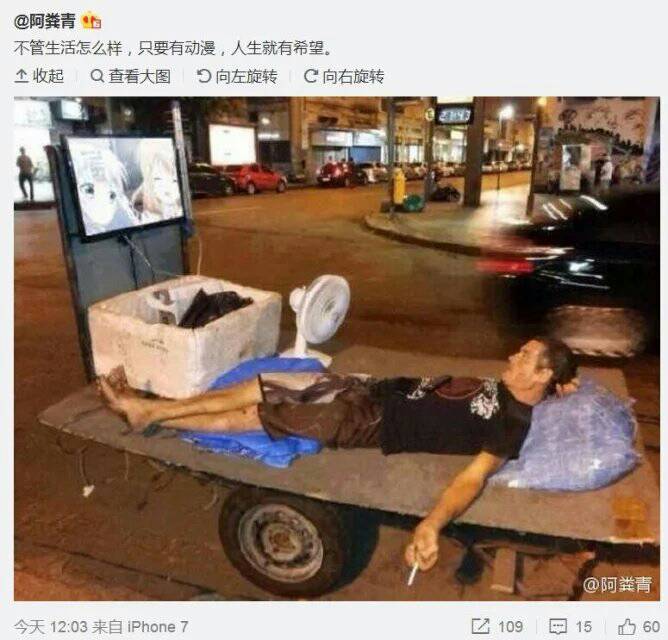 @阿粪青
不管生活怎么样，只要有动漫，人生就有希望。
收起 查看大图 向左旋转 向右旋转
23:43
@阿粪青
今天 12:03 来自 iPhone 7 109 15 60